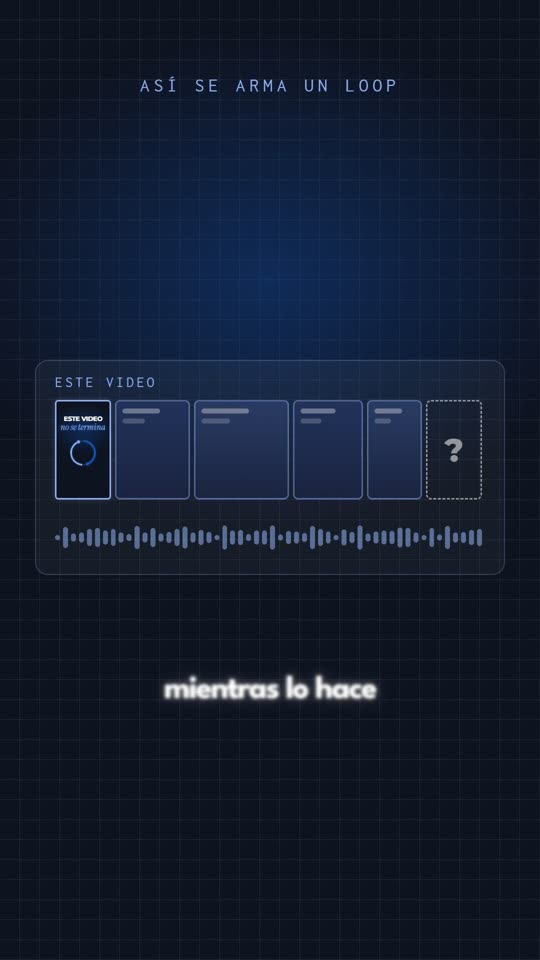 ASÍ SE ARMA UN LOOP
ESTE VIDEO
ESTE VIDEO
no se termina
?
mientras lo hace